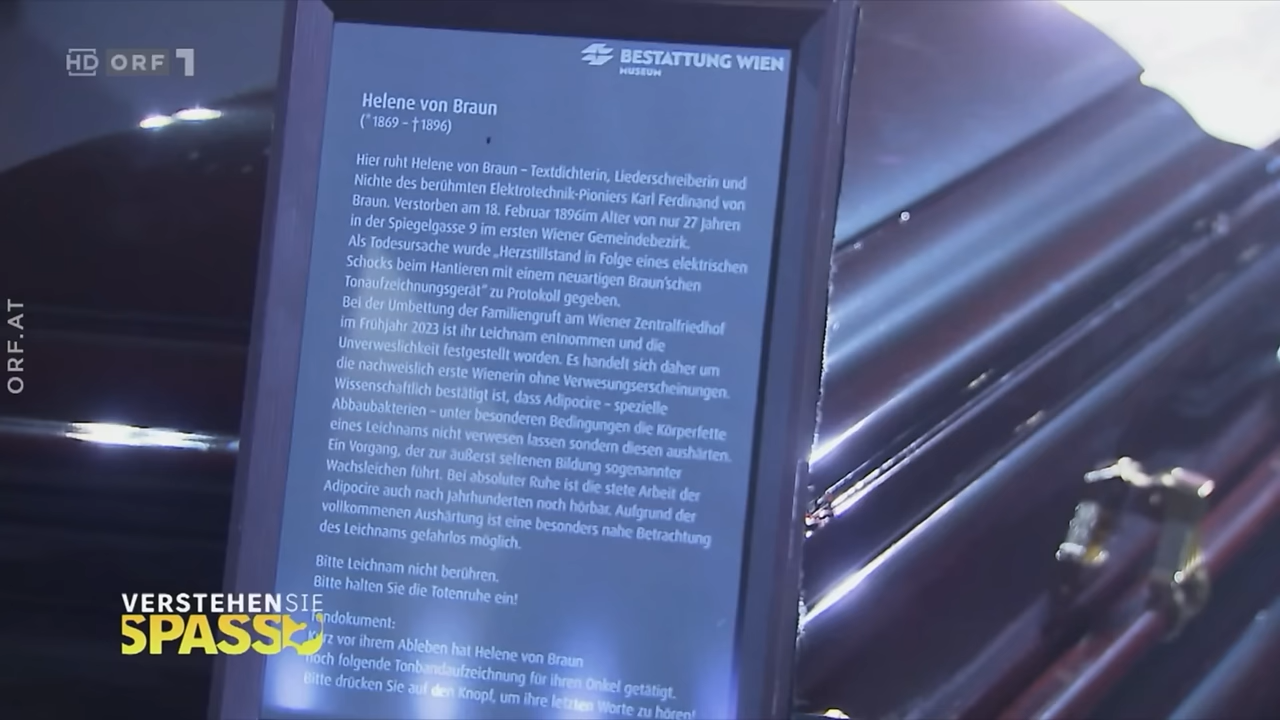 HD ORF 1
ORF.AT
BESTATTUNG WIEN
MUSEUM
Helene von Braun
(*1869 – †1896)
Hier ruht Helene von Braun – Textdichterin, Liederschreiberin und
Nichte des berühmten Elektrotechnik-Pioniers Karl Ferdinand von
Braun. Verstorben am 18. Februar 1896im Alter von nur 27 Jahren
in der Spiegelgasse 9 im ersten Wiener Gemeindebezirk.
Als Todesursache wurde „Herzstillstand in Folge eines elektrischen
Schocks beim Hantieren mit einem neuartigen Braun'schen
Tonaufzeichnungsgerät" zu Protokoll gegeben.
Bei der Umbettung der Familiengruft am Wiener Zentralfriedhof
im Frühjahr 2023 ist ihr Leichnam entnommen und die
Unverweslichkeit festgestellt worden. Es handelt sich daher um
die nachweislich erste Wienerin ohne Verwesungserscheinungen.
Wissenschaftlich bestätigt ist, dass Adipocire – spezielle
Abbaubakterien – unter besonderen Bedingungen die Körperfette
eines Leichnams nicht verwesen lassen sondern diesen aushärten.
Ein Vorgang, der zur äußerst seltenen Bildung sogenannter
Wachsleichen führt. Bei absoluter Ruhe ist die stete Arbeit der
Adipocire auch nach Jahrhunderten noch hörbar. Aufgrund der
vollkommenen Aushärtung ist eine besonders nahe Betrachtung
des Leichnams gefahrlos möglich.
Bitte Leichnam nicht berühren.
Bitte halten Sie die Totenruhe ein!
VERSTEHEN SIE
SPASS
vor ihrem Ableben hat Helene von Braun
noch folgende Tonbandaufzeichnung für ihren Onkel getätigt.
Bitte drücken Sie auf den Knopf, um ihre letzten Worte zu hören!